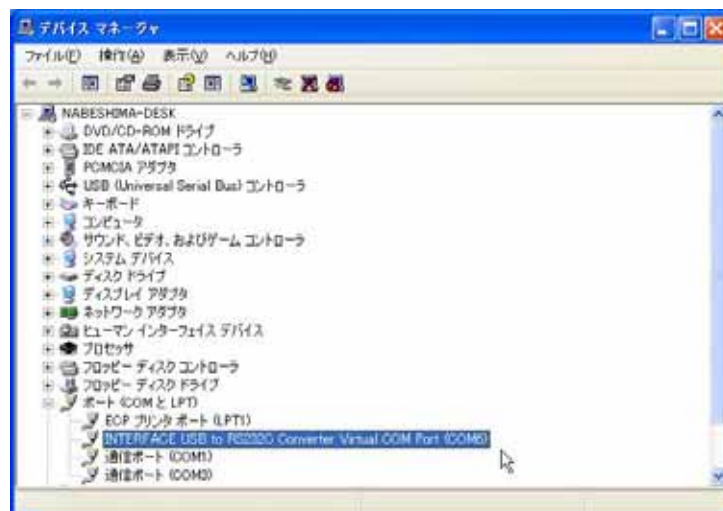 デバイス マネージャ
ファイル(F) 操作(A) 表示(V) ヘルプ(H)
NABESHIMA-DESK
DVD/CD-ROM ドライブ
IDE ATA/ATAPI コントローラ
PCMCIA アダプタ
USB (Universal Serial Bus) コントローラ
キーボード
コンピュータ
サウンド、ビデオ、およびゲーム コントローラ
システム デバイス
ディスク ドライブ
ディスプレイ アダプタ
ネットワーク アダプタ
ヒューマン インターフェイス デバイス
プロセッサ
フロッピー ディスク コントローラ
フロッピー ディスク ドライブ
ポート (COM と LPT)
ECP プリンタ ポート (LPT1)
INTERFACE USB to RS232C Converter Virtual COM Port
通信ポート (COM1)
通信ポート